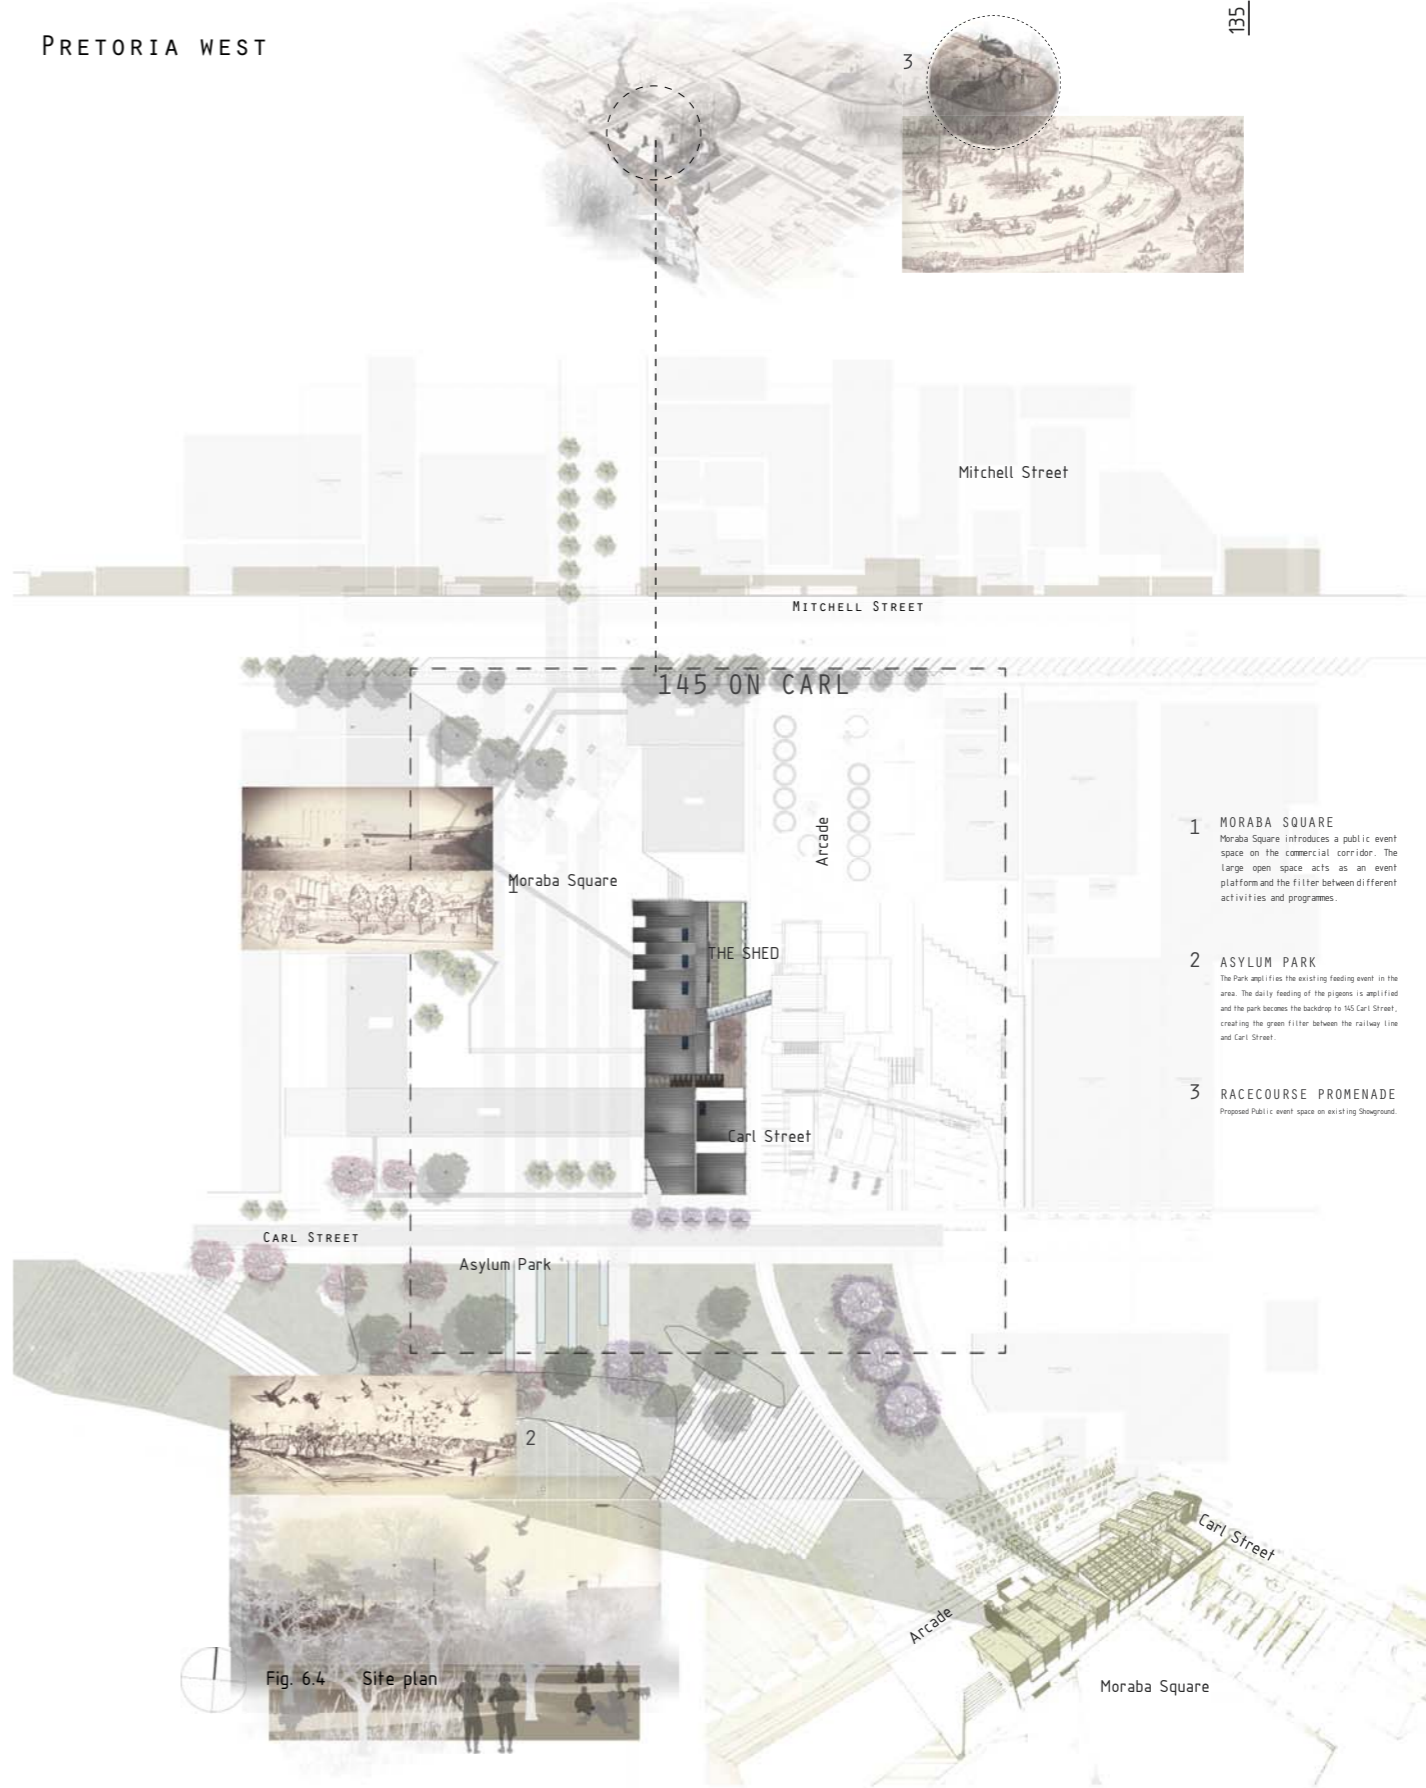 135
PRETORIA WEST
3
Mitchell Street
MITCHELL STREET
145 ON CARL
Arcade
Moraba Square
1
THE SHED
Carl Street
1 MORABA SQUARE
Moraba Square introduces a public event
space on the commercial corridor. The
large open space acts as an event
platform and the filter between different
activities and programmes.
2 ASYLUM PARK
The Park amplifies the existing feeding event in the
area. The daily feeding of the pigeons is amplified
and the park becomes the backdrop to 145 Carl Street,
creating the green filter between the railway line
and Carl Street.
3 RACECOURSE PROMENADE
Proposed Public event space on existing Showground.
CARL STREET
Asylum Park
2
Carl Street
Arcade
Moraba Square
Fig. 6.4 Site plan